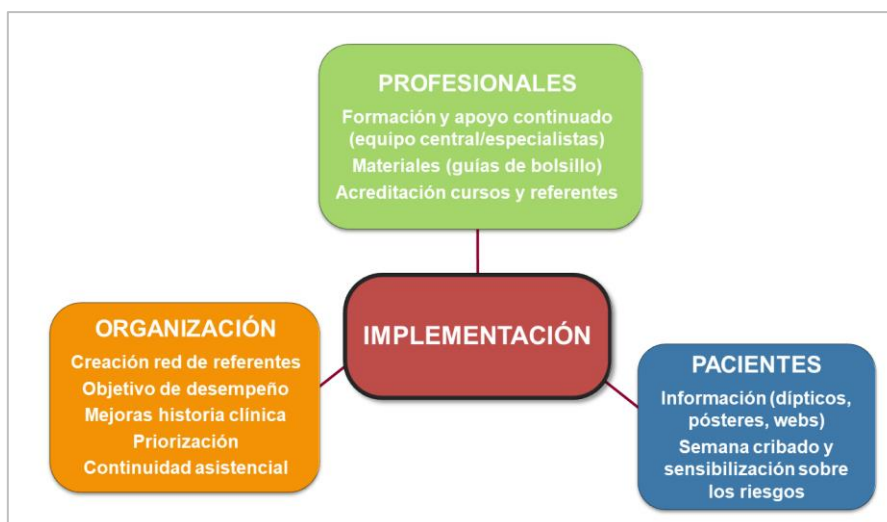 PROFESIONALES
Formación y apoyo continuado
(equipo central/especialistas)
Materiales (guías de bolsillo)
Acreditación cursos y referentes
IMPLEMENTACIÓN
ORGANIZACIÓN
Creación red de referentes
Objetivo de desempeño
Mejoras historia clínica
Priorización
Continuidad asistencial
PACIENTES
Información (dípticos,
pósteres, webs)
Semana cribado y
sensibilización sobre
los riesgos